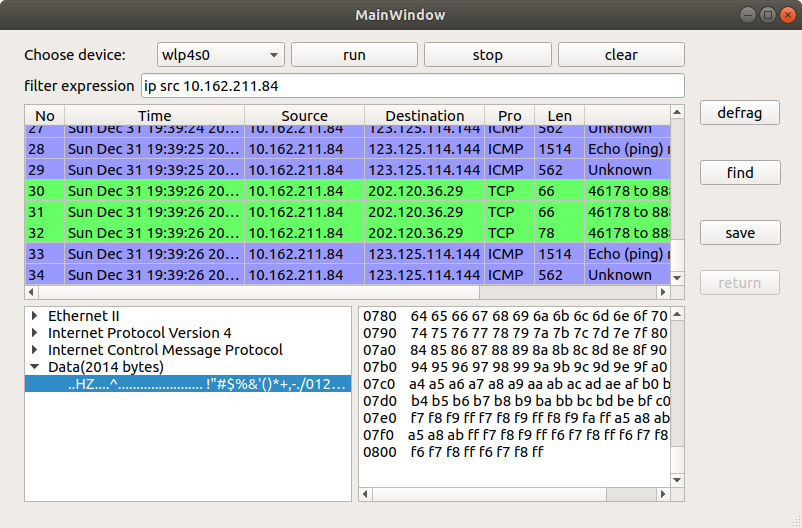 MainWindow
Choose device: wlp4s0 run stop clear
filter expression ip src 10.162.211.84
No Time Source Destination Pro Len
defrag
27 Sun Dec 31 19:39:24 20... 10.162.211.84 123.125.114.144 ICMP 562 Unknown
28 Sun Dec 31 19:39:25 20... 10.162.211.84 123.125.114.144 ICMP 1514 Echo (ping) r
29 Sun Dec 31 19:39:25 20... 10.162.211.84 123.125.114.144 ICMP 562 Unknown
find
30 Sun Dec 31 19:39:26 20... 10.162.211.84 202.120.36.29 TCP 66 46178 to 888
31 Sun Dec 31 19:39:26 20... 10.162.211.84 202.120.36.29 TCP 66 46178 to 888
32 Sun Dec 31 19:39:26 20... 10.162.211.84 202.120.36.29 TCP 78 46178 to 888
save
33 Sun Dec 31 19:39:26 20... 10.162.211.84 123.125.114.144 ICMP 1514 Echo (ping) r
34 Sun Dec 31 19:39:26 20... 10.162.211.84 123.125.114.144 ICMP 562 Unknown
return
Ethernet II
Internet Protocol Version 4
Internet Control Message Protocol
Data(2014 bytes)
..HZ....^....................... !"#$%&'()*+,-./012...
0780 64 65 66 67 68 69 6a 6b 6c 6d 6e 6f 70
0790 74 75 76 77 78 79 7a 7b 7c 7d 7e 7f 80
07a0 84 85 86 87 88 89 8a 8b 8c 8d 8e 8f 90
07b0 94 95 96 97 98 99 9a 9b 9c 9d 9e 9f a0
07c0 a4 a5 a6 a7 a8 a9 aa ab ac ad ae af b0 b
07d0 b4 b5 b6 b7 b8 b9 ba bb bc bd be bf c0
07e0 f7 f8 f9 ff f7 f8 f9 ff f8 f9 fa ff a5 a8 ab
07f0 a5 a8 ab ff f7 f8 f9 ff f6 f7 f8 ff f6 f7 f8
0800 f6 f7 f8 ff f6 f7 f8 ff